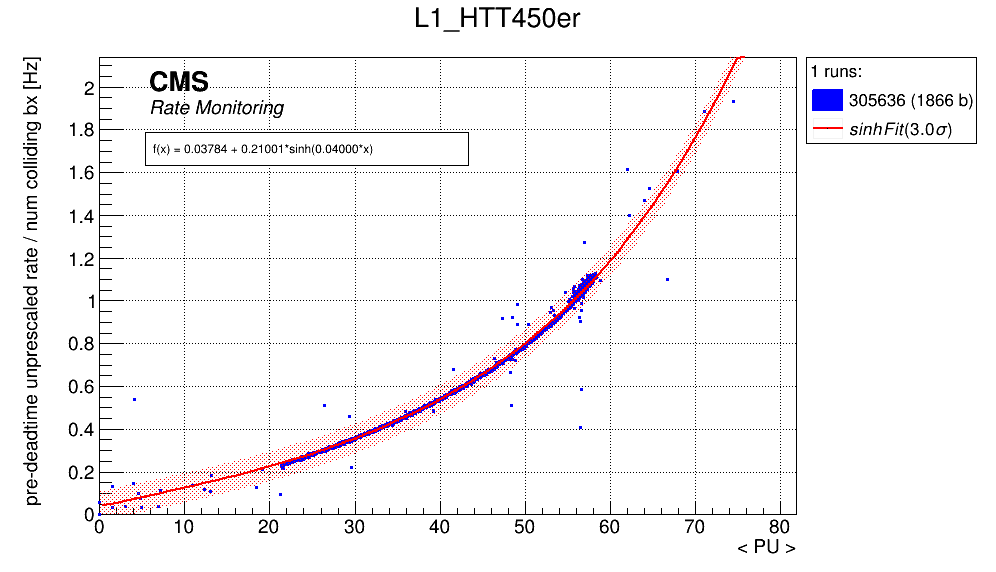 L1_HTT450er
pre-deadtime unprescaled rate / num colliding bx [Hz]
CMS
Rate Monitoring
f(x) = 0.03784 + 0.21001*sinh(0.04000*x)
1 runs:
305636 (1866 b)
sinhFit(3.0σ)
2
1.8
1.6
1.4
1.2
1
0.8
0.6
0.4
0.2
0
0 10 20 30 40 50 60 70 80
< PU >